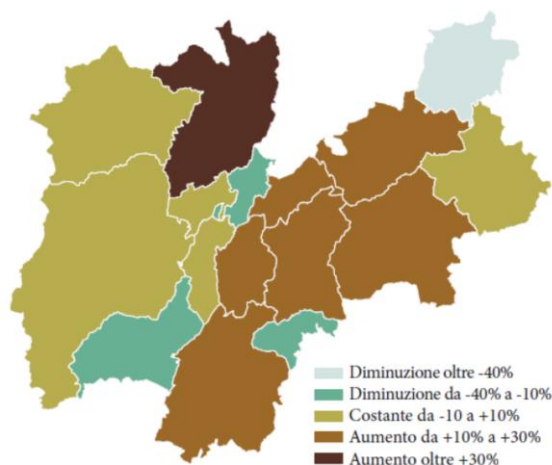 Diminuzione oltre -40%
Diminuzione da -40% a -10%
Costante da -10 a +10%
Aumento da +10% a +30%
Aumento oltre +30%